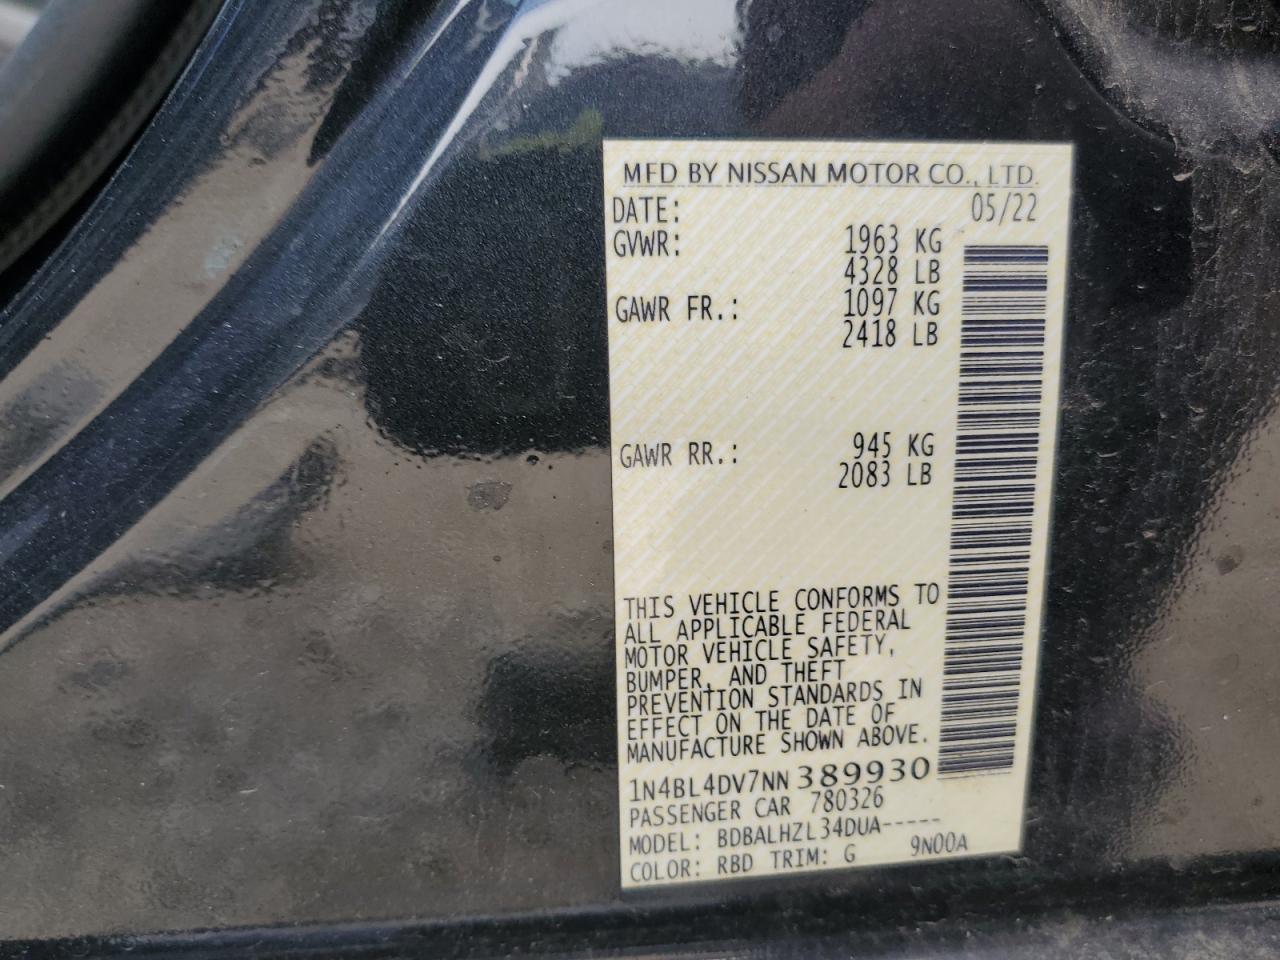 MFD BY NISSAN MOTOR CO., LTD.
DATE: 05/22
GVWR: 1963 KG
4328 LB
GAWR FR.: 1097 KG
2418 LB
GAWR RR.: 945 KG
2083 LB
THIS VEHICLE CONFORMS TO
ALL APPLICABLE FEDERAL
MOTOR VEHICLE SAFETY,
BUMPER, AND THEFT
PREVENTION STANDARDS IN
EFFECT ON THE DATE OF
MANUFACTURE SHOWN ABOVE.
1N4BL4DV7NN389930
PASSENGER CAR 780326
MODEL: BDBALHZL34DUA-----
COLOR: RBD TRIM: G 9N00A